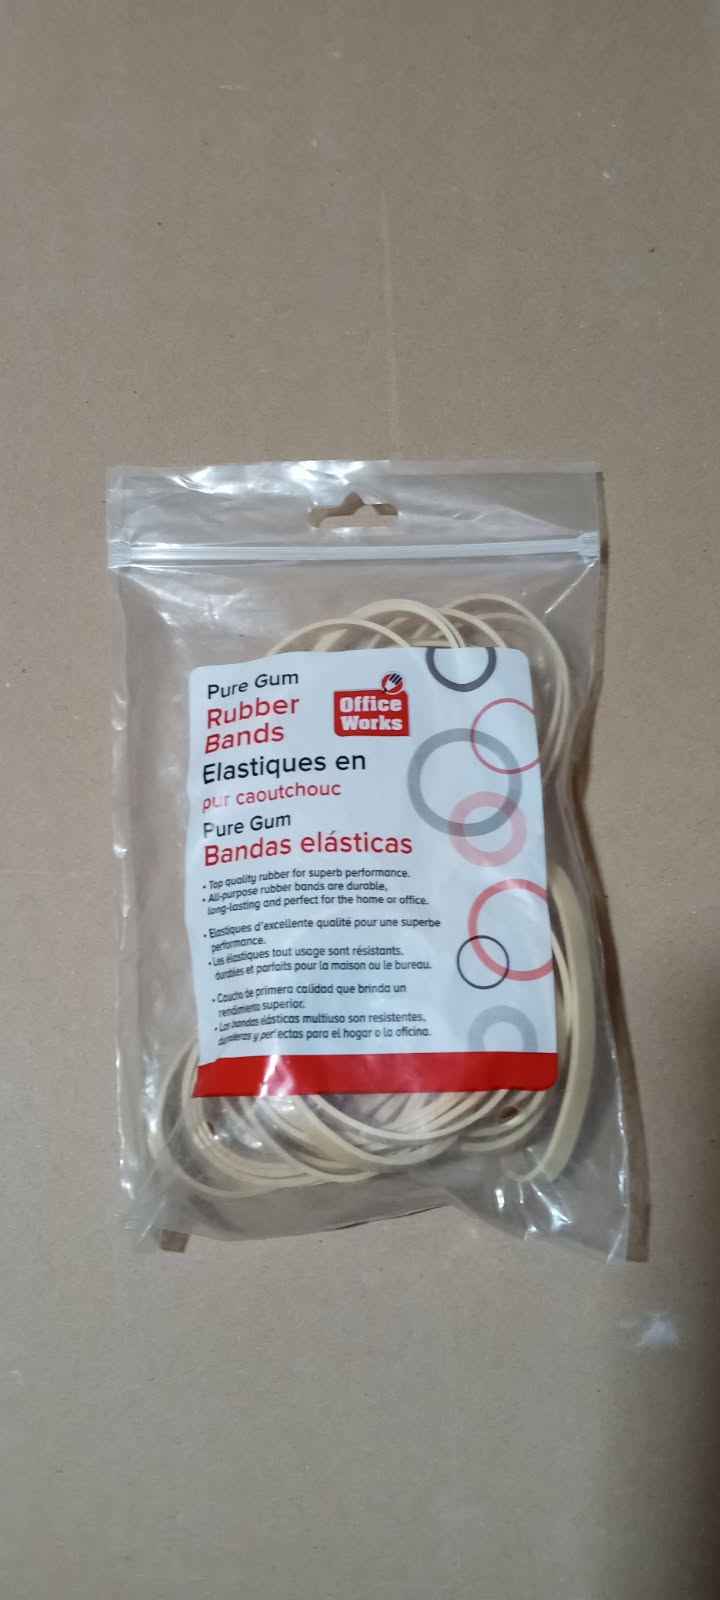 Pure Gum
Rubber
Bands
Office
Works
Elastiques en
pur caoutchouc
Pure Gum
Bandas elásticas
• Top quality rubber for superb performance.
• All-purpose rubber bands are durable,
long-lasting and perfect for the home or office.
• Elastiques d'excellente qualité pour une superbe
performance.
• Les élastiques tout usage sont résistants,
durables et parfaits pour la maison ou le bureau.
• Caucho de primera calidad que brinda un
rendimiento superior.
• Las bandas elásticas multiuso son resistentes,
duraderas y perfectas para el hogar o la oficina.